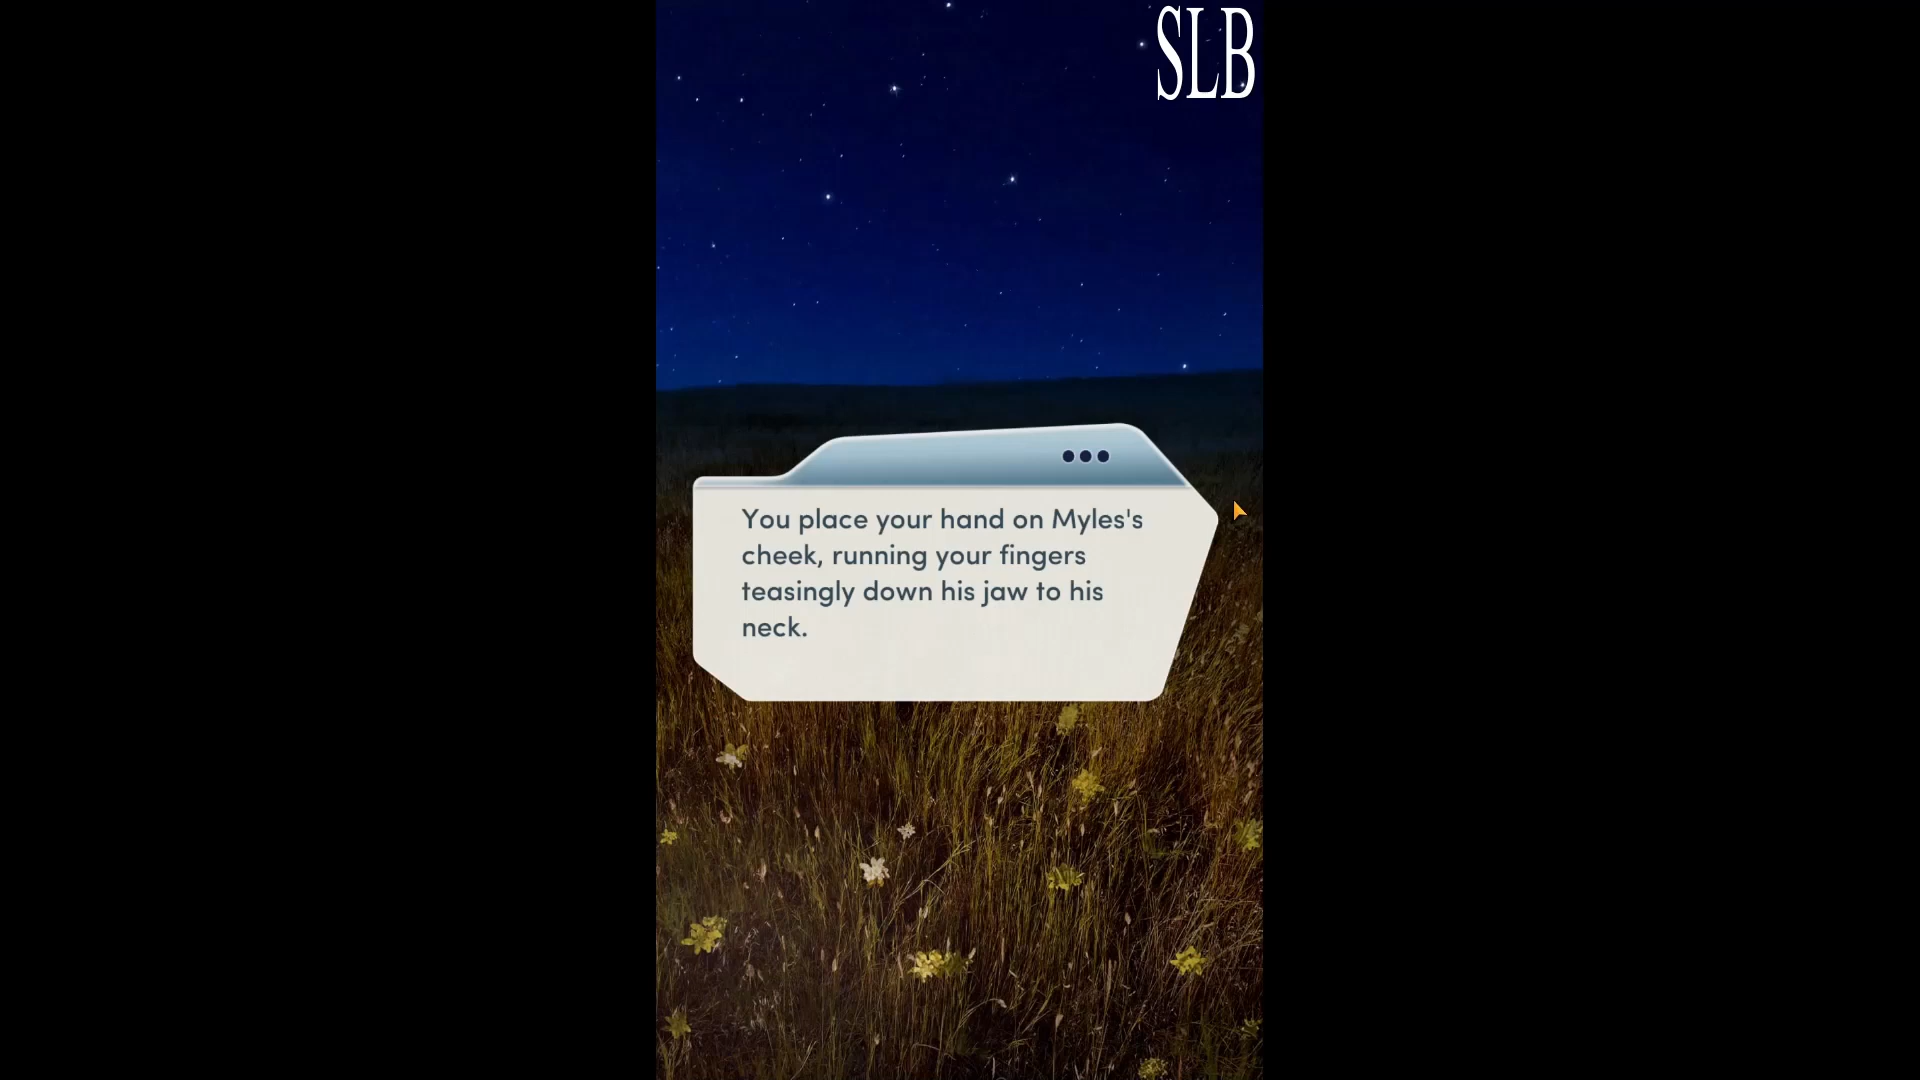 SLB
You place your hand on Myles's
cheek, running your fingers
teasingly down his jaw to his
neck.